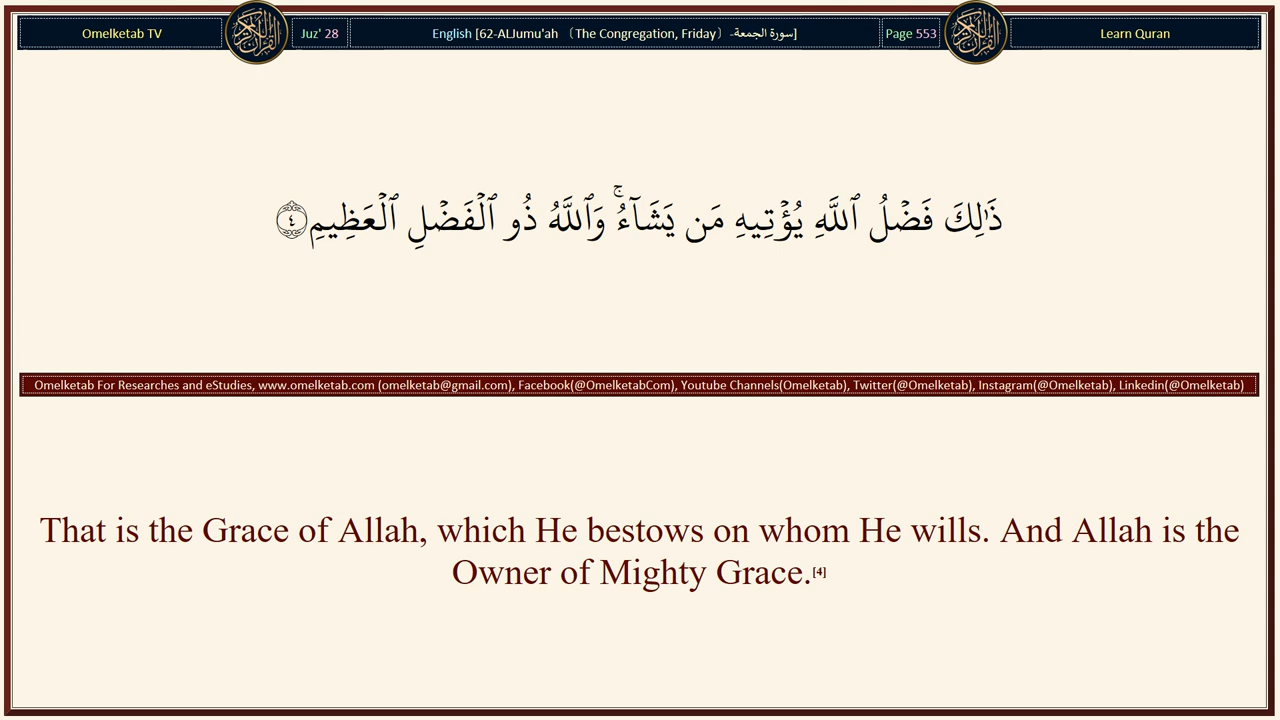 Omelketab TV
Juz' 28
English [62-ALJumu'ah 〔The Congregation, Friday〕 -سورة الجمعة]
Page 553
Learn Quran
ذَٰلِكَ فَضۡلُ ٱللَّهِ يُؤۡتِيهِ مَن يَشَآءُۚ وَٱللَّهُ ذُو ٱلۡفَضۡلِ ٱلۡعَظِيمِ ٤
Omelketab For Researches and eStudies, www.omelketab.com (omelketab@gmail.com), Facebook(@OmelketabCom), Youtube Channels(Omelketab), Twitter(@Omelketab), Instagram(@Omelketab), Linkedin(@Omelketab)
That is the Grace of Allah, which He bestows on whom He wills. And Allah is the
Owner of Mighty Grace.[4]